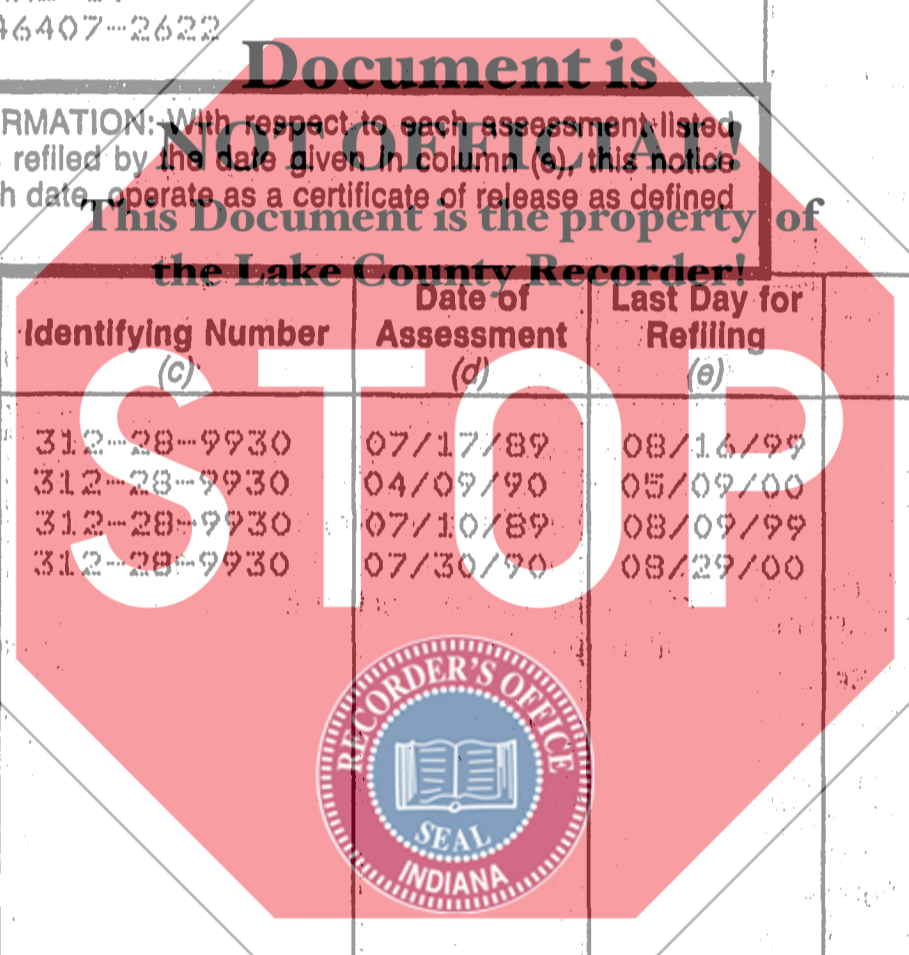 46407-2622
Document is
RMATION: With respect to each assessment listed
NOT OFFICIAL!
refiled by the date given in column (e), this notice
h date, operate as a certificate of release as defined
This Document is the property of
the Lake County Recorder!
Identifying Number
(c)
Date of
Assessment
(d)
Last Day for
Refiling
(e)
STOP
312-28-9930 07/17/89 08/16/99
312-28-9930 04/09/90 05/09/00
312-28-9930 07/10/89 08/09/99
312-28-9930 07/30/90 08/29/00
RECORDER'S OFFICE
SEAL
INDIANA